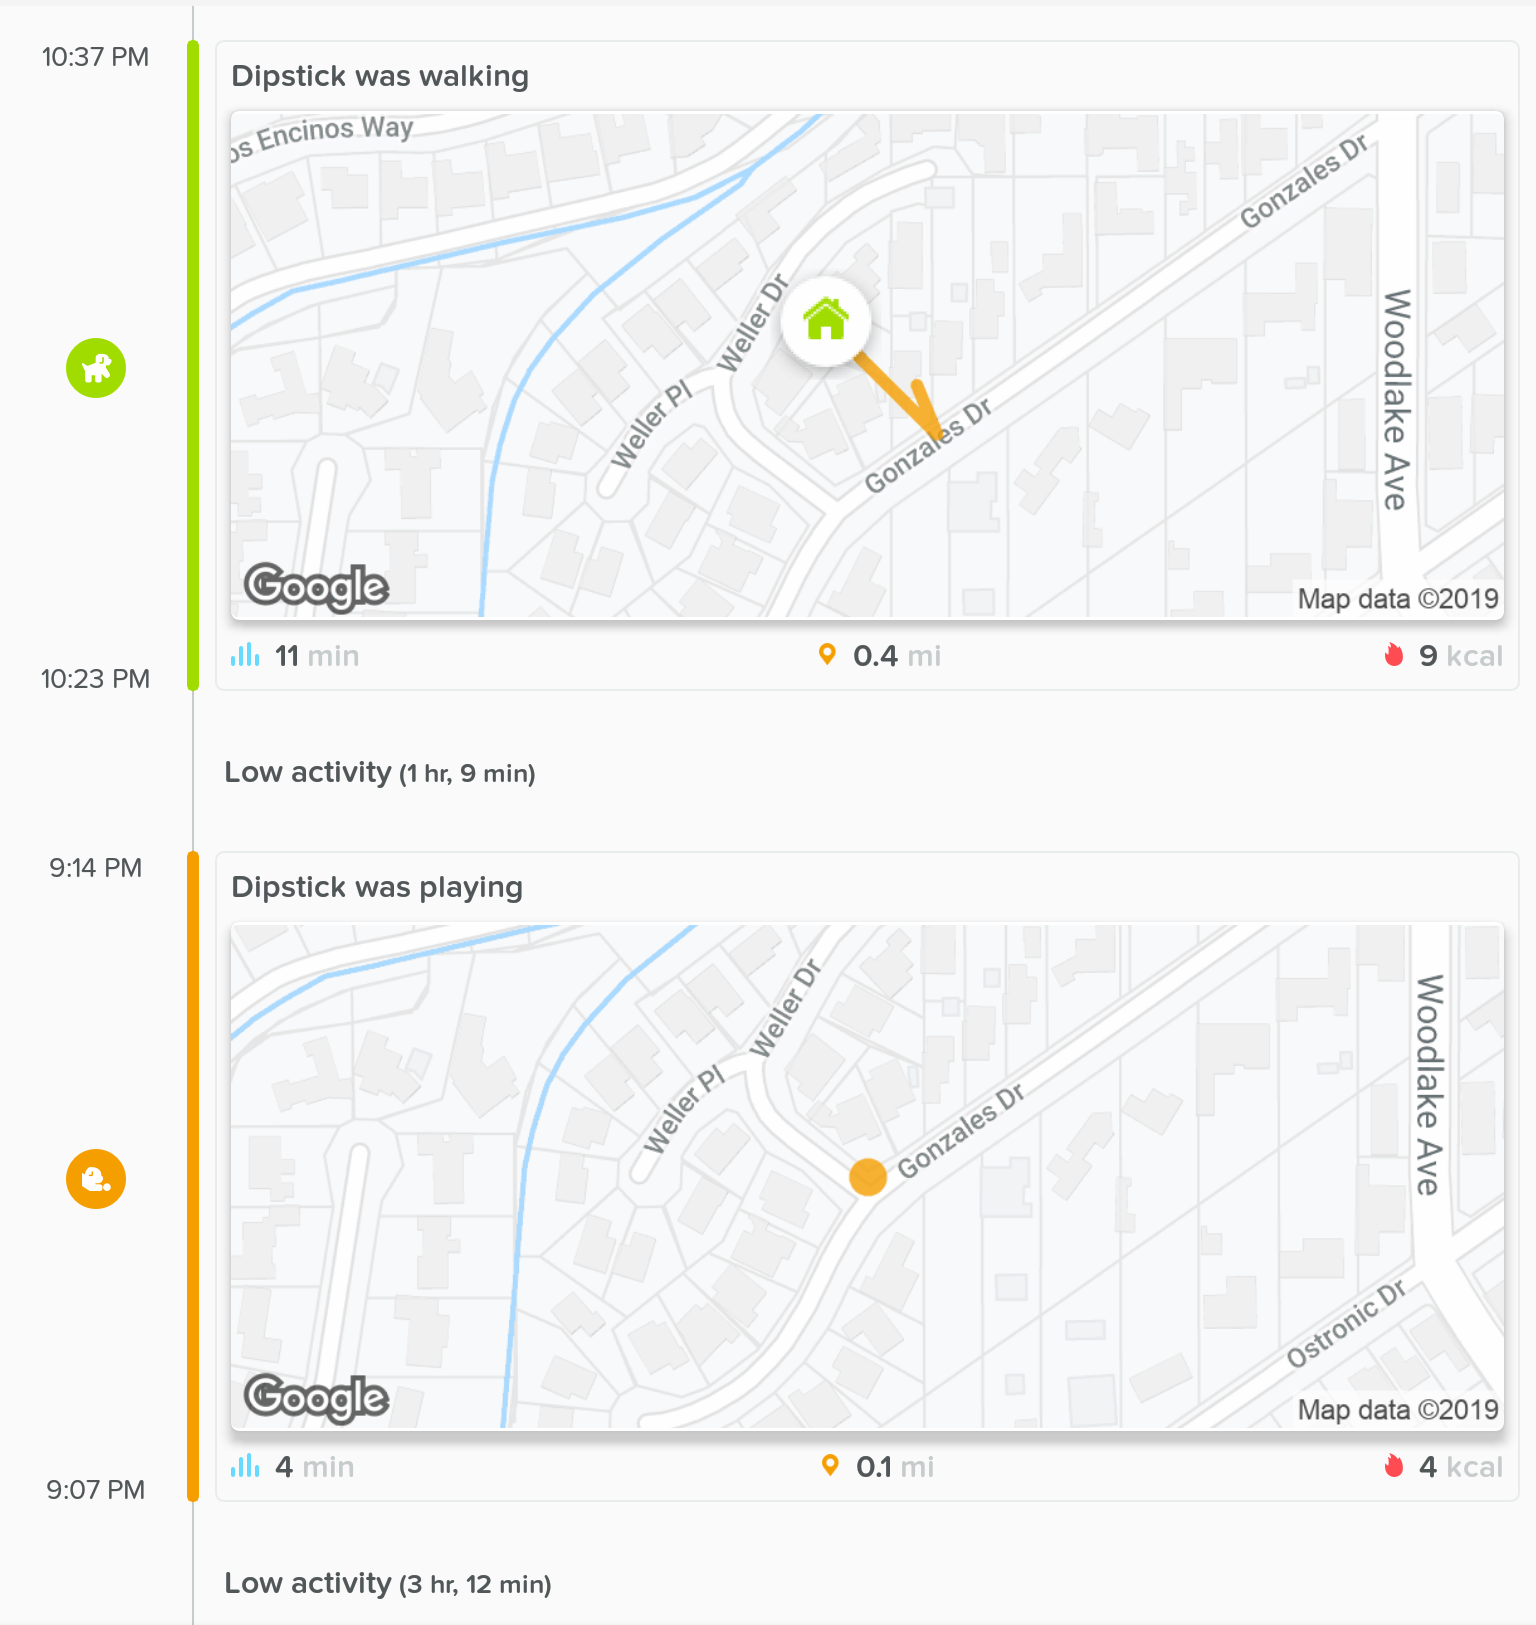 10:37 PM
Dipstick was walking
os Encinos Way
Gonzales Dr
Weller Dr
Woodlake Ave
Weller Pl
Gonzales Dr
Google
Map data ©2019
11 min
0.4 mi
9 kcal
10:23 PM
Low activity (1 hr, 9 min)
9:14 PM
Dipstick was playing
Weller Dr
Woodlake Ave
Weller Pl
Gonzales Dr
Ostronic Dr
Google
Map data ©2019
4 min
0.1 mi
4 kcal
9:07 PM
Low activity (3 hr, 12 min)